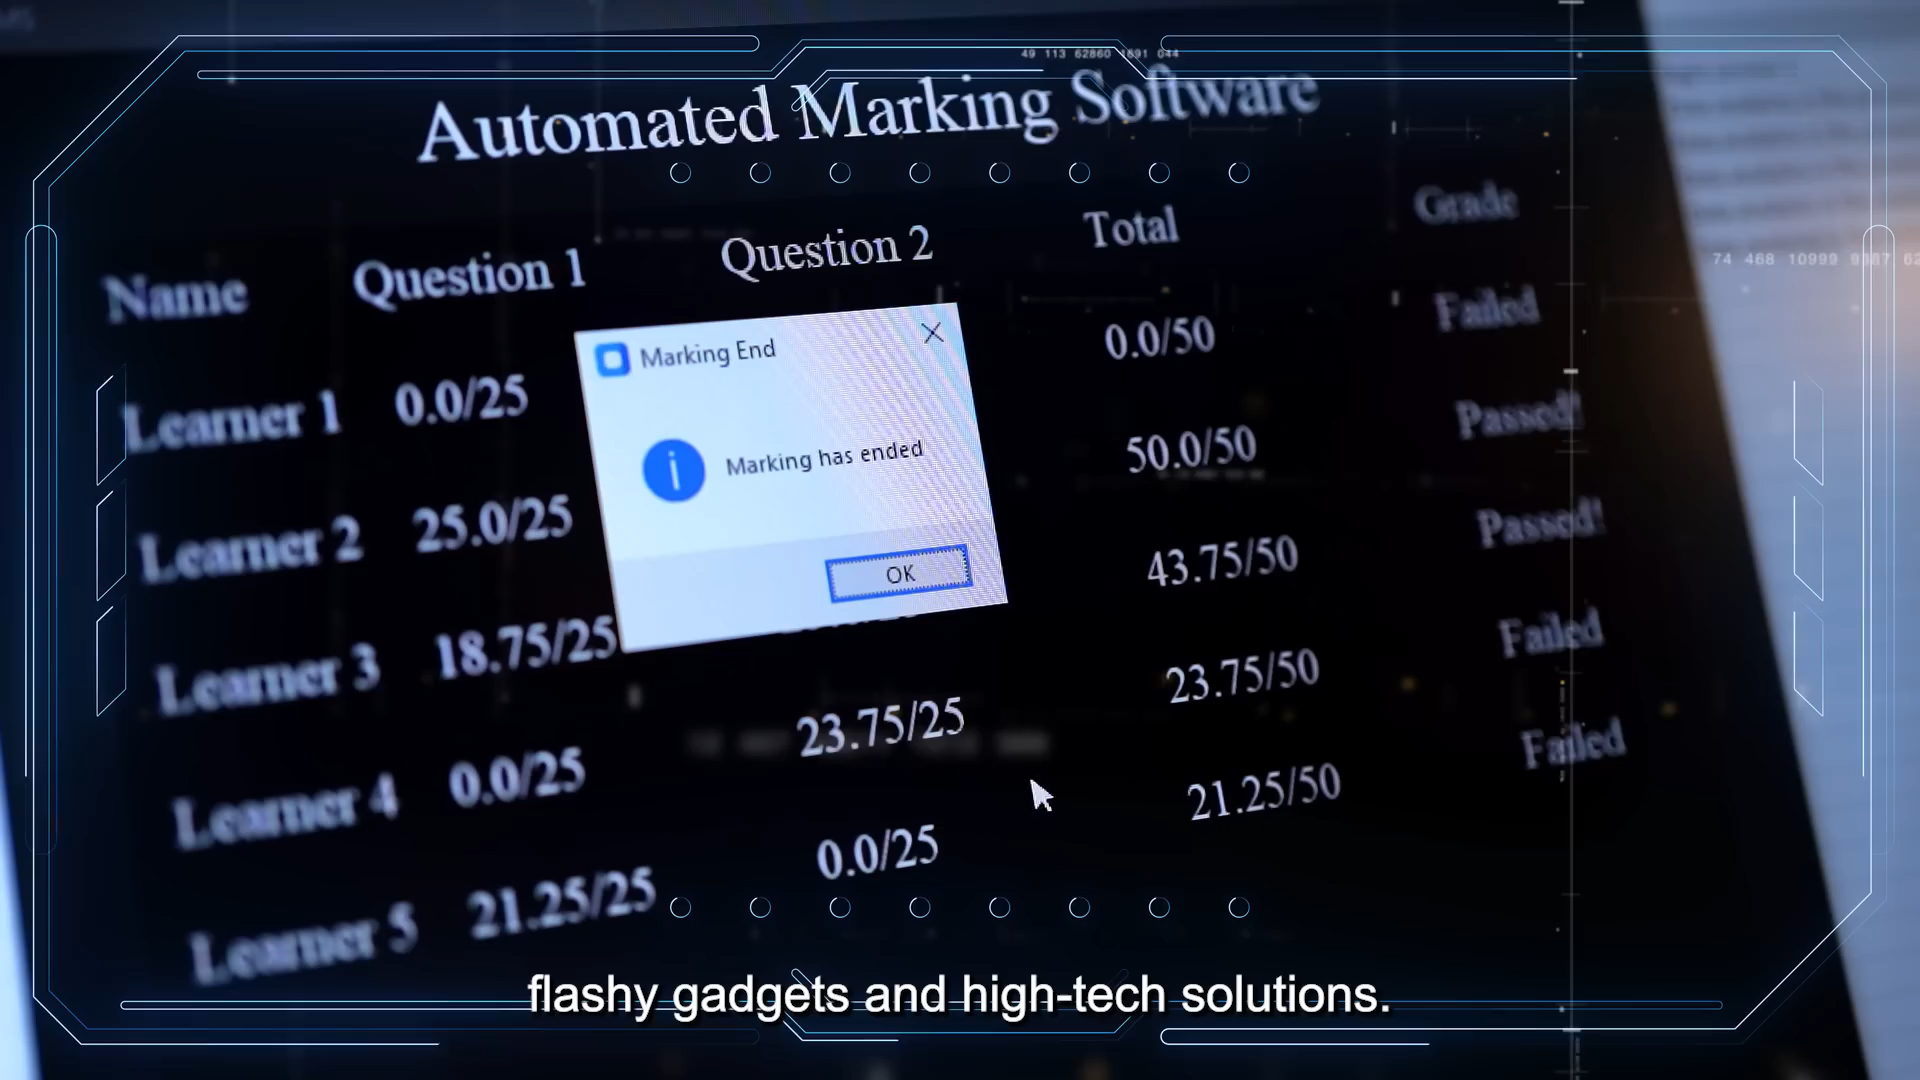 49 113 62860 1691 044
Automated Marking Software
Name Question 1 Question 2 Total Grade
74 468 10999
Learner 1 0.0/25 0.0/50 Failed
Learner 2 25.0/25 50.0/50 Passed!
Learner 3 18.75/25 43.75/50 Passed!
Learner 4 0.0/25 23.75/25 23.75/50 Failed
Learner 5 21.25/25 0.0/25 21.25/50 Failed
Marking End
Marking has ended
OK
flashy gadgets and high-tech solutions.